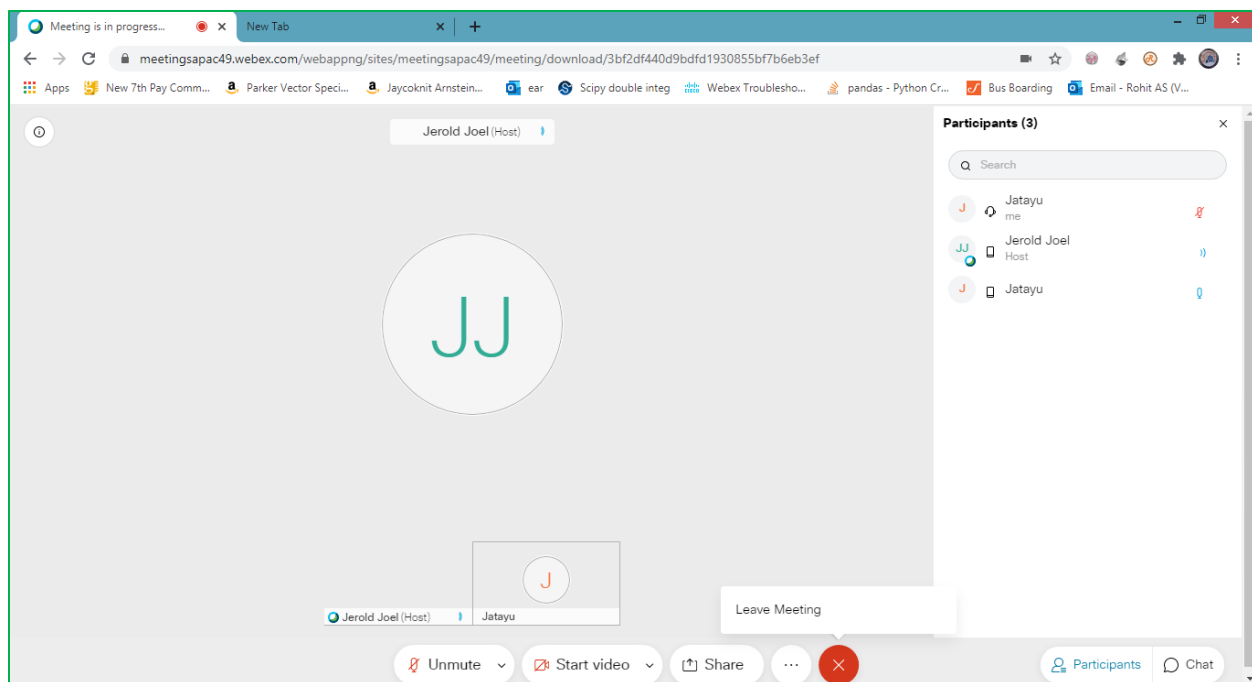 Meeting is in progress...
New Tab
meetingsapac49.webex.com/webappng/sites/meetingsapac49/meeting/download/3bf2df440d9bdfd1930855bf7b6eb3ef
Apps New 7th Pay Comm... Parker Vector Speci... Jaycoknit Arnstein... ear Scipy double integ Webex Troublesho... pandas - Python Cr... Bus Boarding Email - Rohit AS (V...
Jerold Joel (Host)
JJ
J
Jerold Joel (Host)
Jatayu
Participants (3)
Search
J Jatayu
me
JJ Jerold Joel
Host
J Jatayu
Leave Meeting
Unmute Start video Share ...
Participants Chat